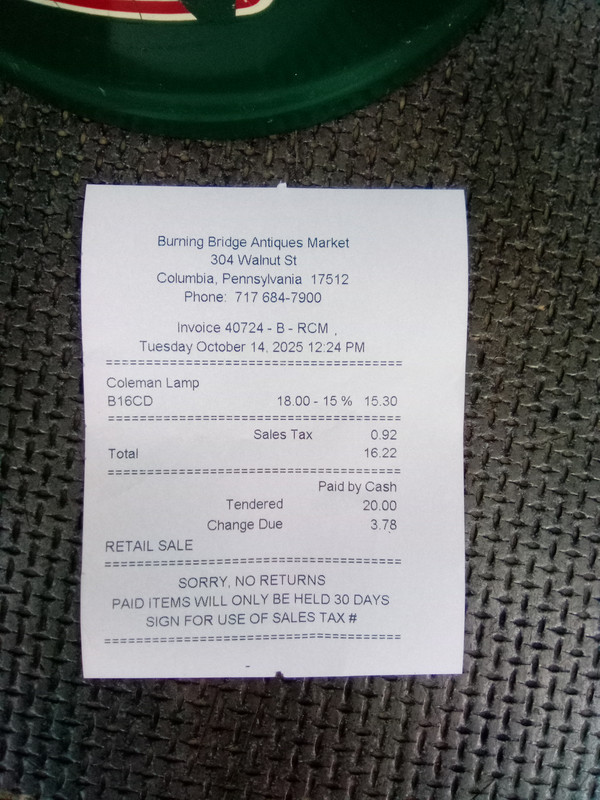 Burning Bridge Antiques Market
304 Walnut St
Columbia, Pennsylvania 17512
Phone: 717 684-7900
Invoice 40724 - B - RCM
Tuesday October 14, 2025 12:24 PM
================================================
Coleman Lamp
B16CD 18.00 - 15 % 15.30
================================================
Sales Tax 0.92
Total 16.22
================================================
Paid by Cash
Tendered 20.00
Change Due 3.78
RETAIL SALE
================================================
SORRY, NO RETURNS
PAID ITEMS WILL ONLY BE HELD 30 DAYS
SIGN FOR USE OF SALES TAX #
================================================